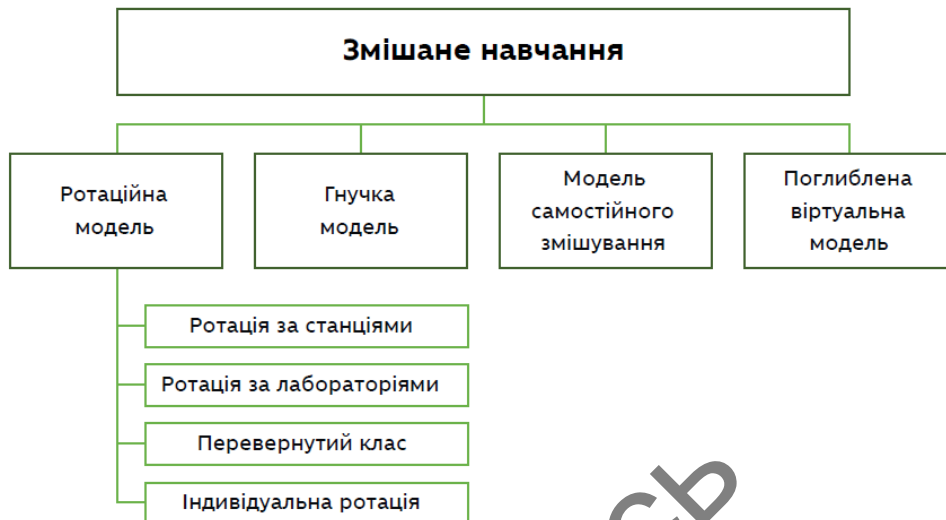 Змішане навчання
Ротаційна
модель
Гнучка
модель
Модель
самостійного
змішування
Поглиблена
віртуальна
модель
Ротація за станціями
Ротація за лабораторіями
Перевернутий клас
Індивідуальна ротація
СЬ